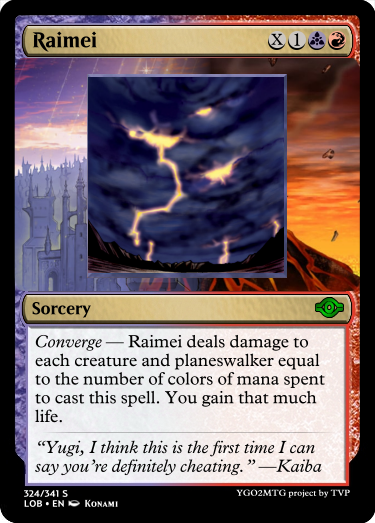 Raimei X 1
Sorcery
Converge — Raimei deals damage to
each creature and planeswalker equal
to the number of colors of mana spent
to cast this spell. You gain that much
life.
“Yugi, I think this is the first time I can
say you’re definitely cheating.” —Kaiba
324/341 S
LOB • EN Konami
YGO2MTG project by TVP